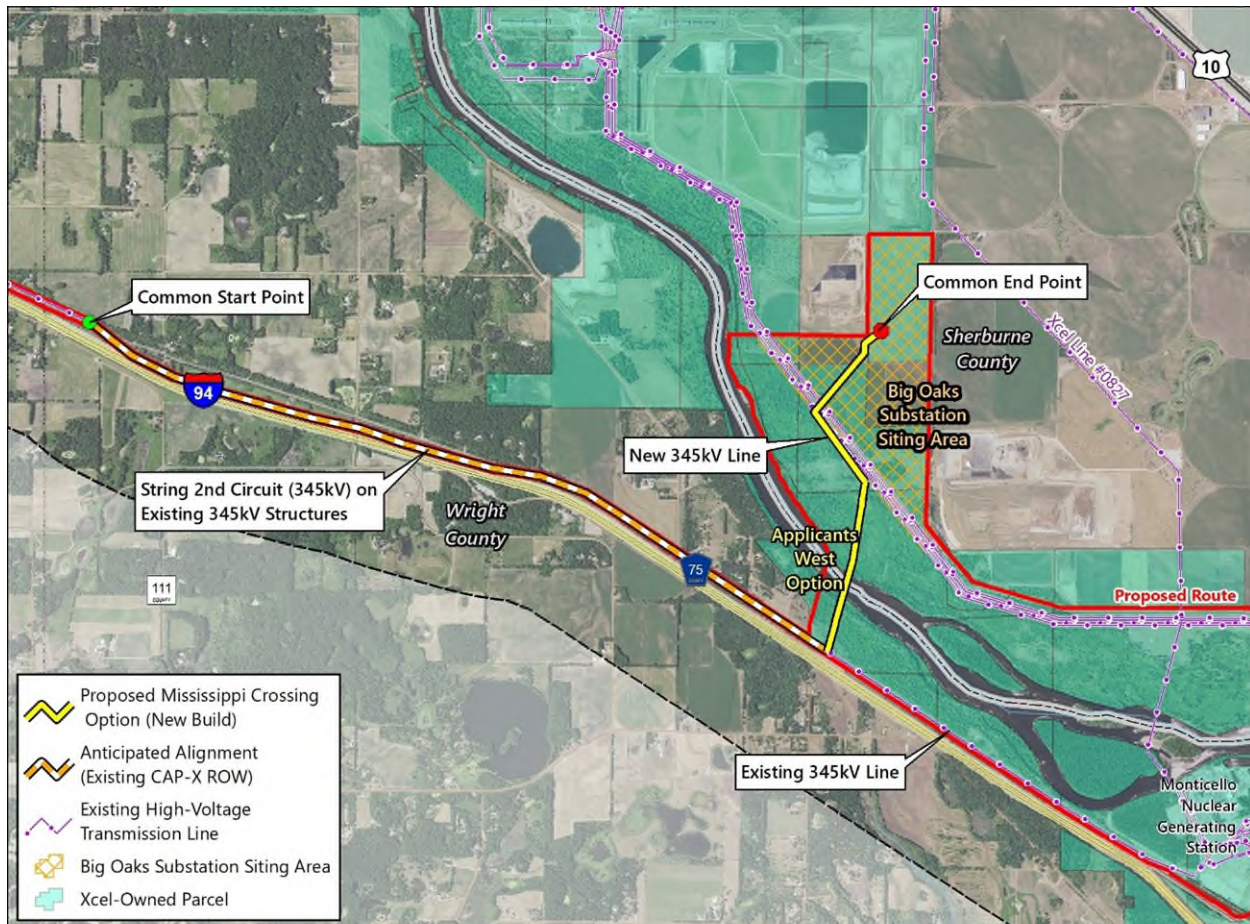 10
Common Start Point
Common End Point
Sherburne
County
Xcel Line #0827
94
Big Oaks
Substation
Siting Area
New 345kV Line
String 2nd Circuit (345kV) on
Existing 345kV Structures
Wright
County
Applicants
West
Option
75
111
Proposed Route
Existing 345kV Line
Monticello
Nuclear
Generating
Station
Proposed Mississippi Crossing
Option (New Build)
Anticipated Alignment
(Existing CAP-X ROW)
Existing High-Voltage
Transmission Line
Big Oaks Substation Siting Area
Xcel-Owned Parcel